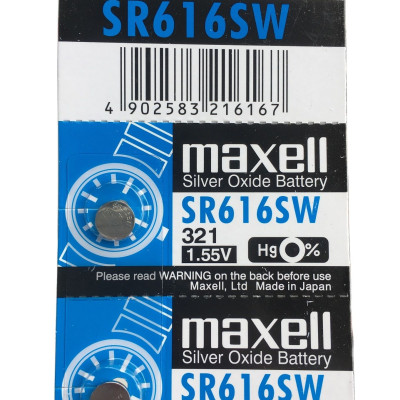 SR616SW
4 902583 216167
maxell
Silver Oxide Battery
SR616SW
321
1.55V
Hg 0%
Please read WARNING on the back before use
Maxell, Ltd Made in Japan
maxell
Silver Oxide Battery
SR616SW